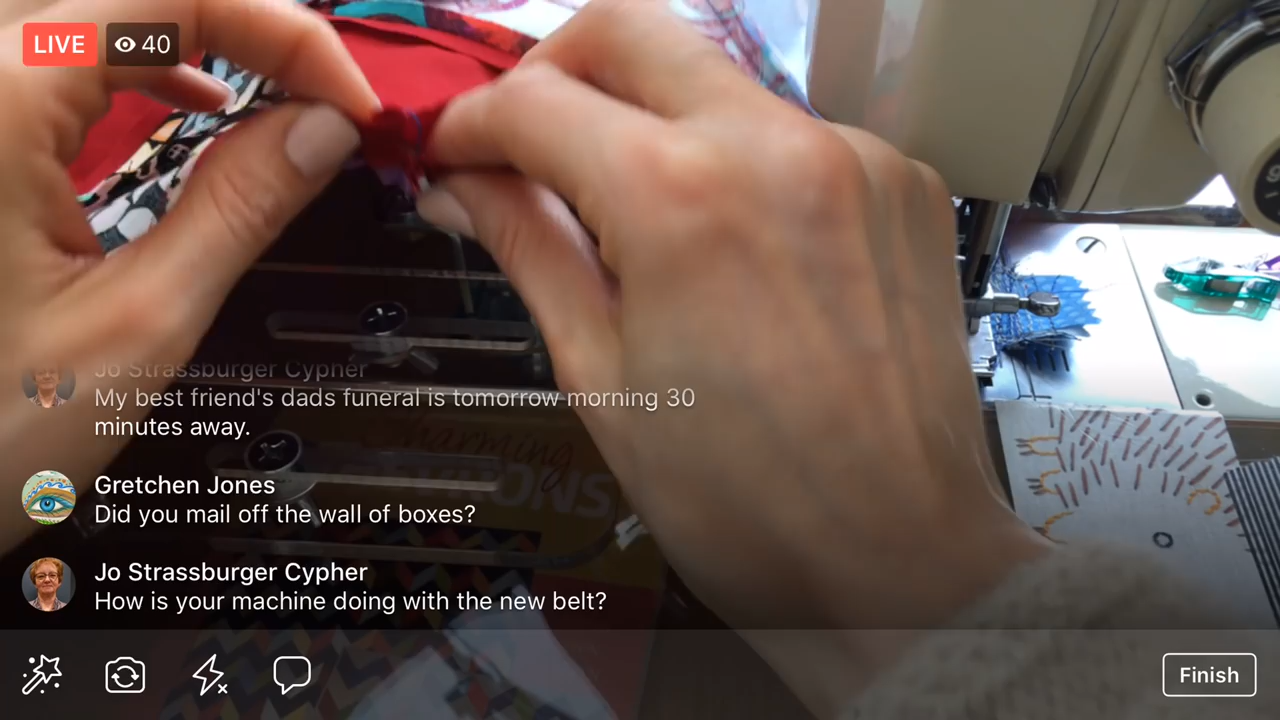 LIVE
40
Jo Strassburger Cypher
My best friend's dads funeral is tomorrow morning 30
minutes away.
Charming
Gretchen Jones
Did you mail off the wall of boxes?
Jo Strassburger Cypher
How is your machine doing with the new belt?
Finish